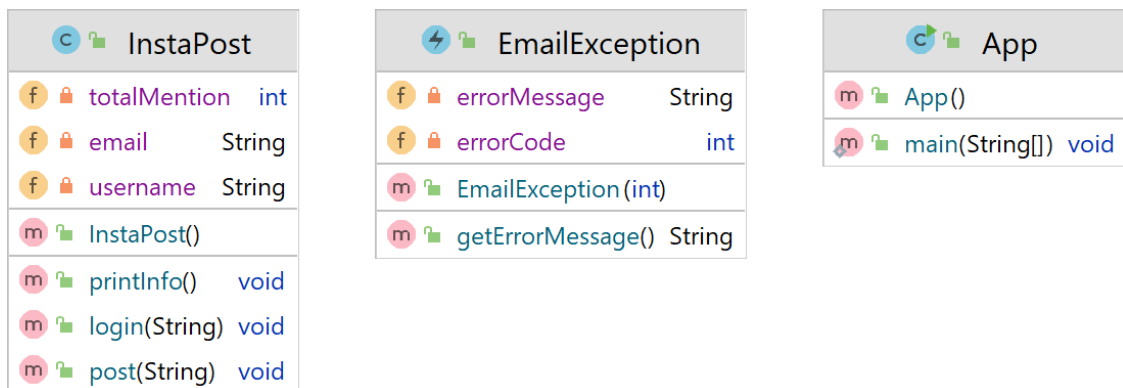 InstaPost
totalMention int
email String
username String
InstaPost()
printInfo() void
login(String) void
post(String) void
EmailException
errorMessage String
errorCode int
EmailException(int)
getErrorMessage() String
App
App()
main(String[]) void